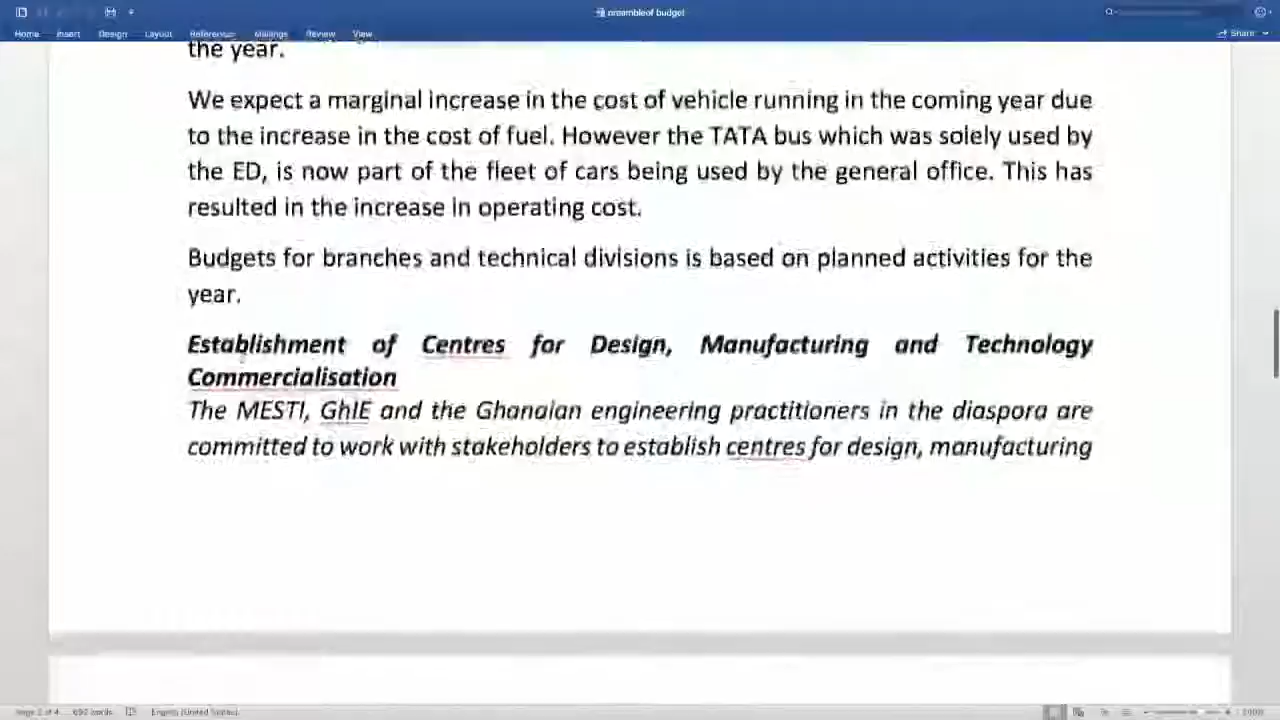 preambleof budget
Home Insert Design Layout References Mailings Review View
Share
the year.
We expect a marginal increase in the cost of vehicle running in the coming year due
to the increase in the cost of fuel. However the TATA bus which was solely used by
the ED, is now part of the fleet of cars being used by the general office. This has
resulted in the increase in operating cost.
Budgets for branches and technical divisions is based on planned activities for the
year.
Establishment of Centres for Design, Manufacturing and Technology
Commercialisation
The MESTI, GhIE and the Ghanaian engineering practitioners in the diaspora are
committed to work with stakeholders to establish centres for design, manufacturing
Page 2 of 4 words English (United States)